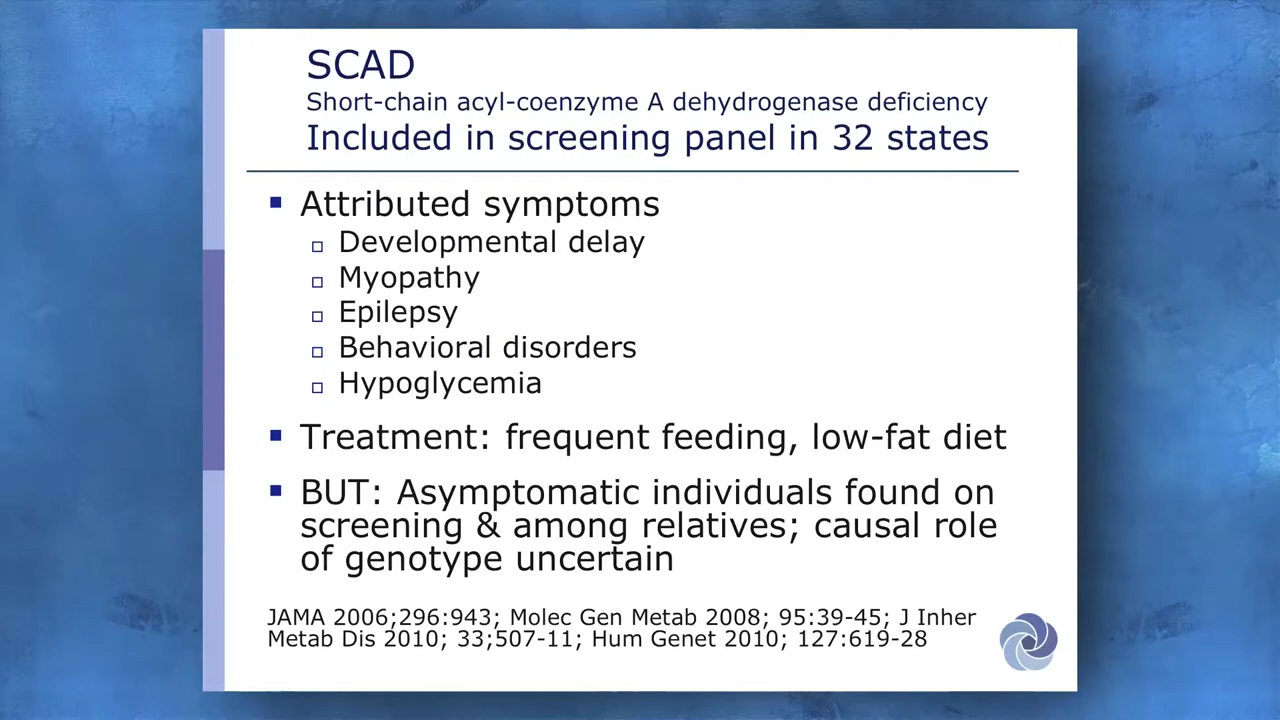 SCAD
Short-chain acyl-coenzyme A dehydrogenase deficiency
Included in screening panel in 32 states
Attributed symptoms
Developmental delay
Myopathy
Epilepsy
Behavioral disorders
Hypoglycemia
Treatment: frequent feeding, low-fat diet
BUT: Asymptomatic individuals found on
screening & among relatives; causal role
of genotype uncertain
JAMA 2006;296:943; Molec Gen Metab 2008; 95:39-45; J Inher
Metab Dis 2010; 33;507-11; Hum Genet 2010; 127:619-28